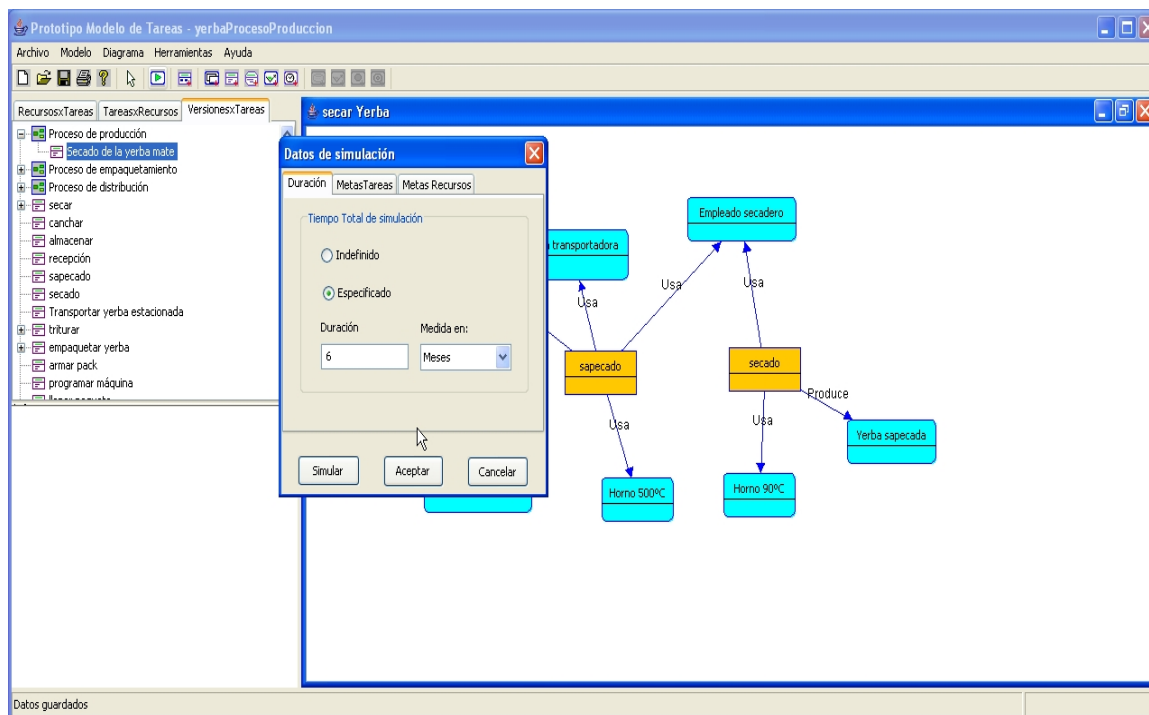 Prototipo Modelo de Tareas - yerbaProcesoProduccion
Archivo Modelo Diagrama Herramientas Ayuda
RecursosxTareas TareasxRecursos VersionesxTareas
Proceso de producción
Secado de la yerba mate
Proceso de empaquetamiento
Proceso de distribución
secar
canchar
almacenar
recepción
sapecado
secado
Transportar yerba estacionada
triturar
empaquetar yerba
armar pack
programar máquina
secar Yerba
Datos de simulación
Duración MetasTareas Metas Recursos
Tiempo Total de simulación
Indefinido
Especificado
Duración Medida en:
6 Meses
Simular Aceptar Cancelar
Empleado secadero
transportadora
Usa
Usa
Usa
sapecado
secado
Produce
Usa
Usa
Yerba sapecada
Horno 500ºC
Horno 90ºC
Datos guardados